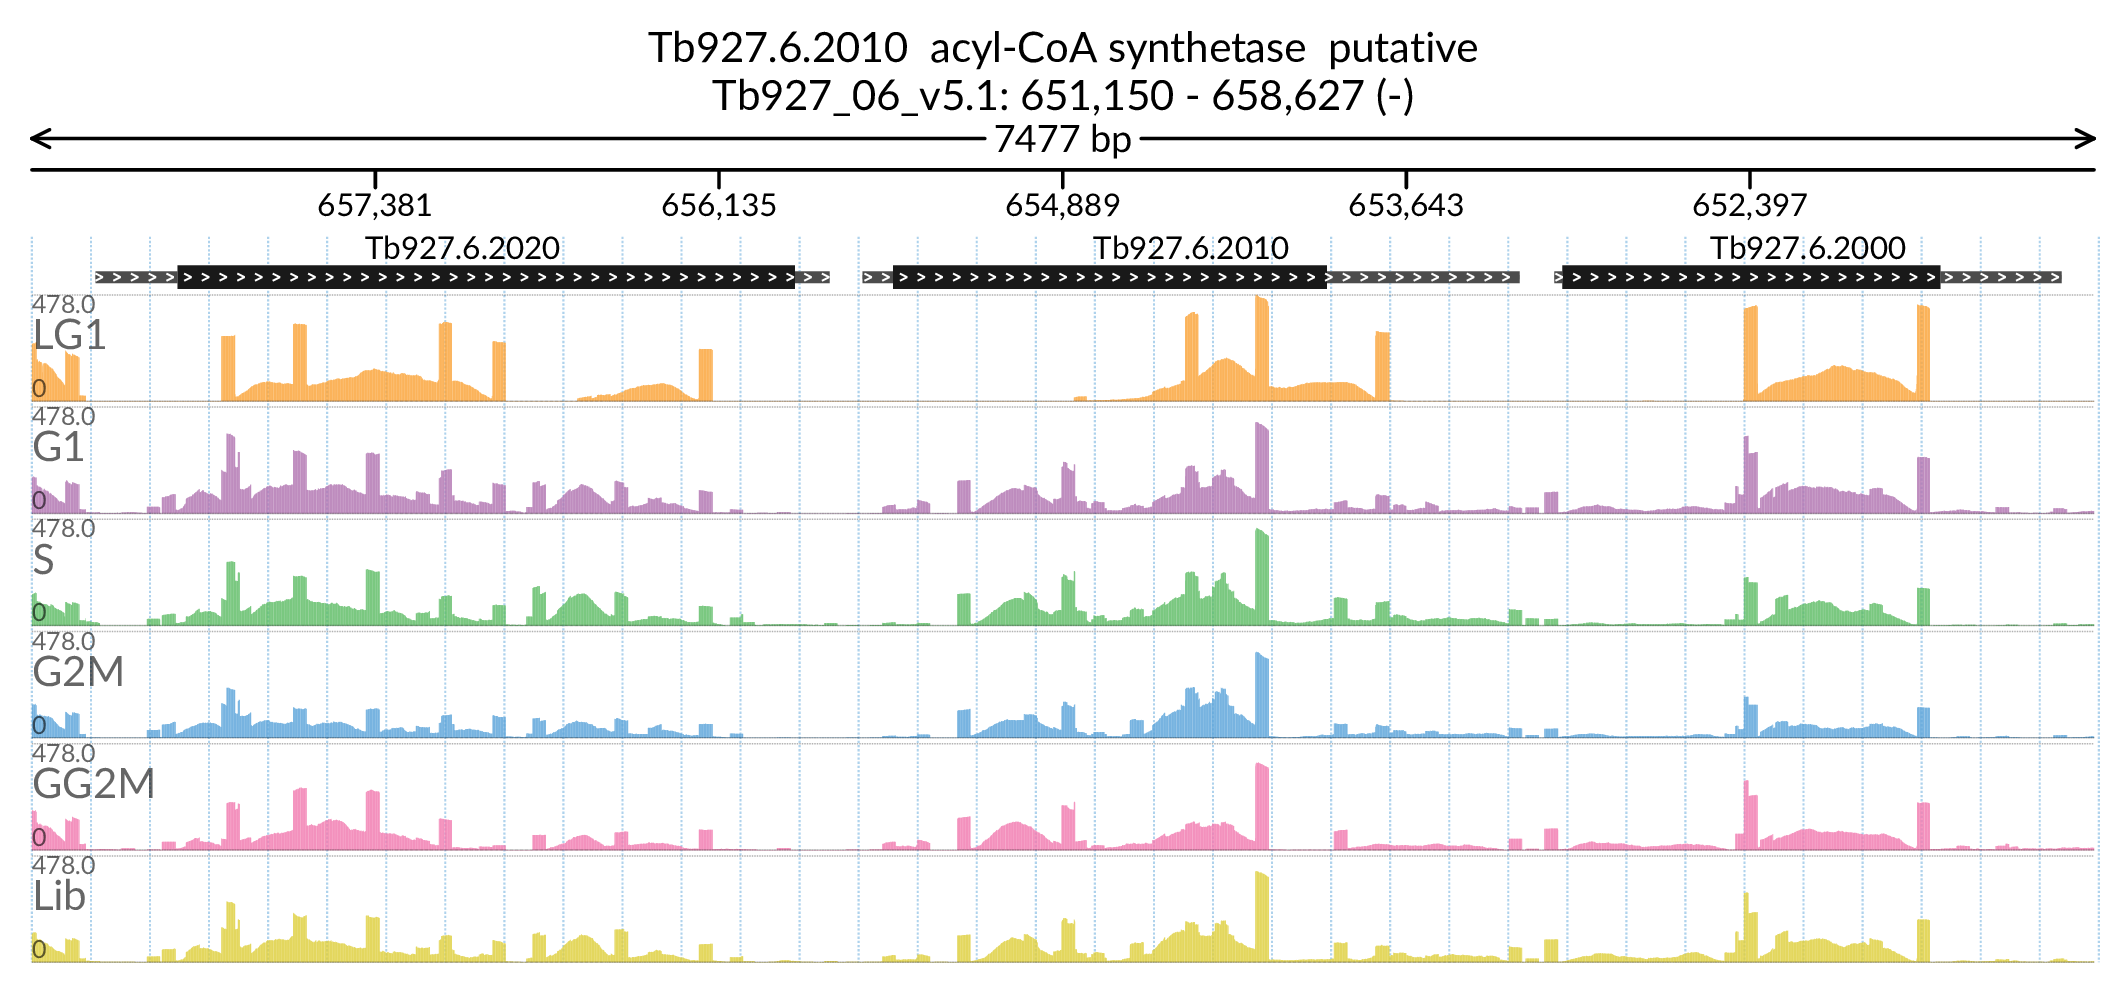 Tb927.6.2010 acyl-CoA synthetase putative
Tb927_06_v5.1: 651,150 - 658,627 (-)
7477 bp
657,381 656,135 654,889 653,643 652,397
Tb927.6.2020 Tb927.6.2010 Tb927.6.2000
478.0
LG1
0
478.0
G1
0
478.0
S
0
478.0
G2M
0
478.0
GG2M
0
478.0
Lib
0